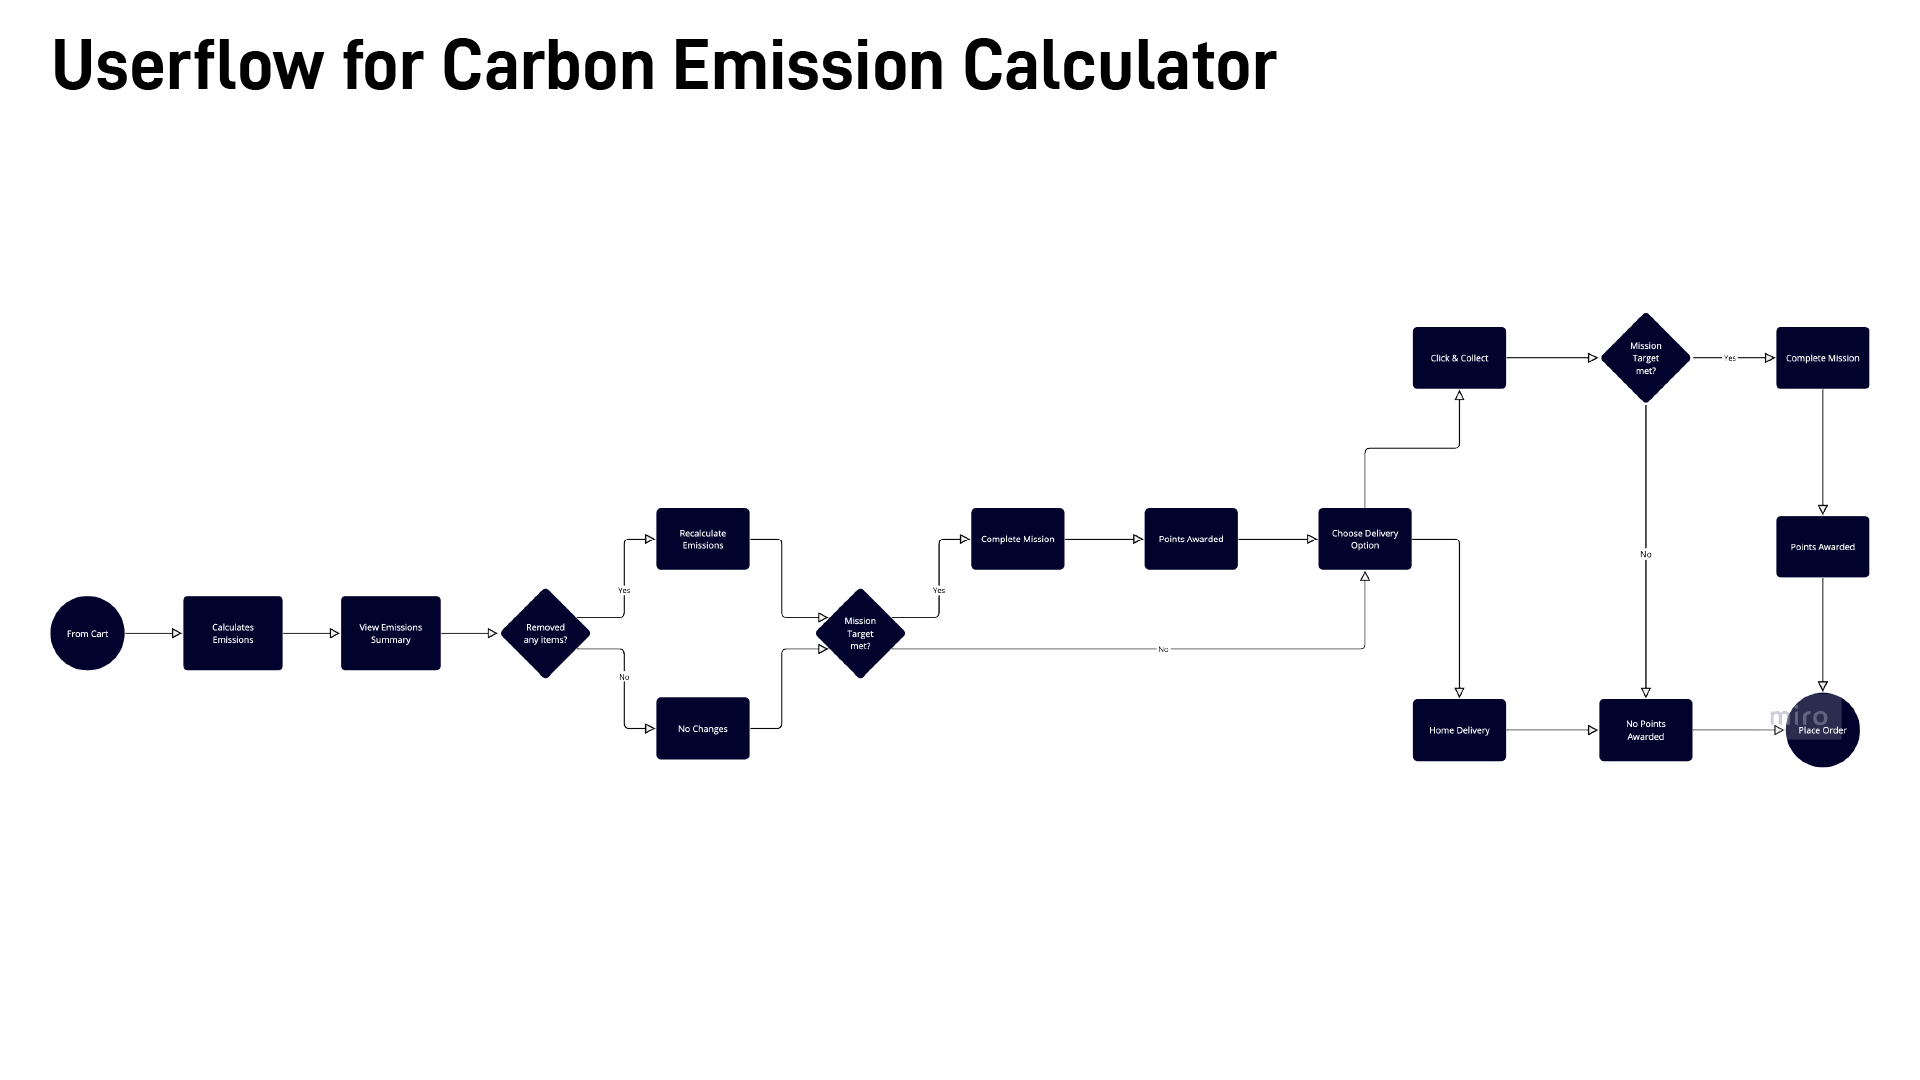 Userflow for Carbon Emission Calculator
From Cart
Calculates
Emissions
View Emissions
Summary
Removed
any items?
Yes
Recalculate
Emissions
No
No Changes
Mission
Target
met?
Yes
Complete Mission
Points Awarded
No
Choose Delivery
Option
Click & Collect
Mission
Target
met?
Yes
Complete Mission
Points Awarded
No
Home Delivery
No Points
Awarded
miro
Place Order